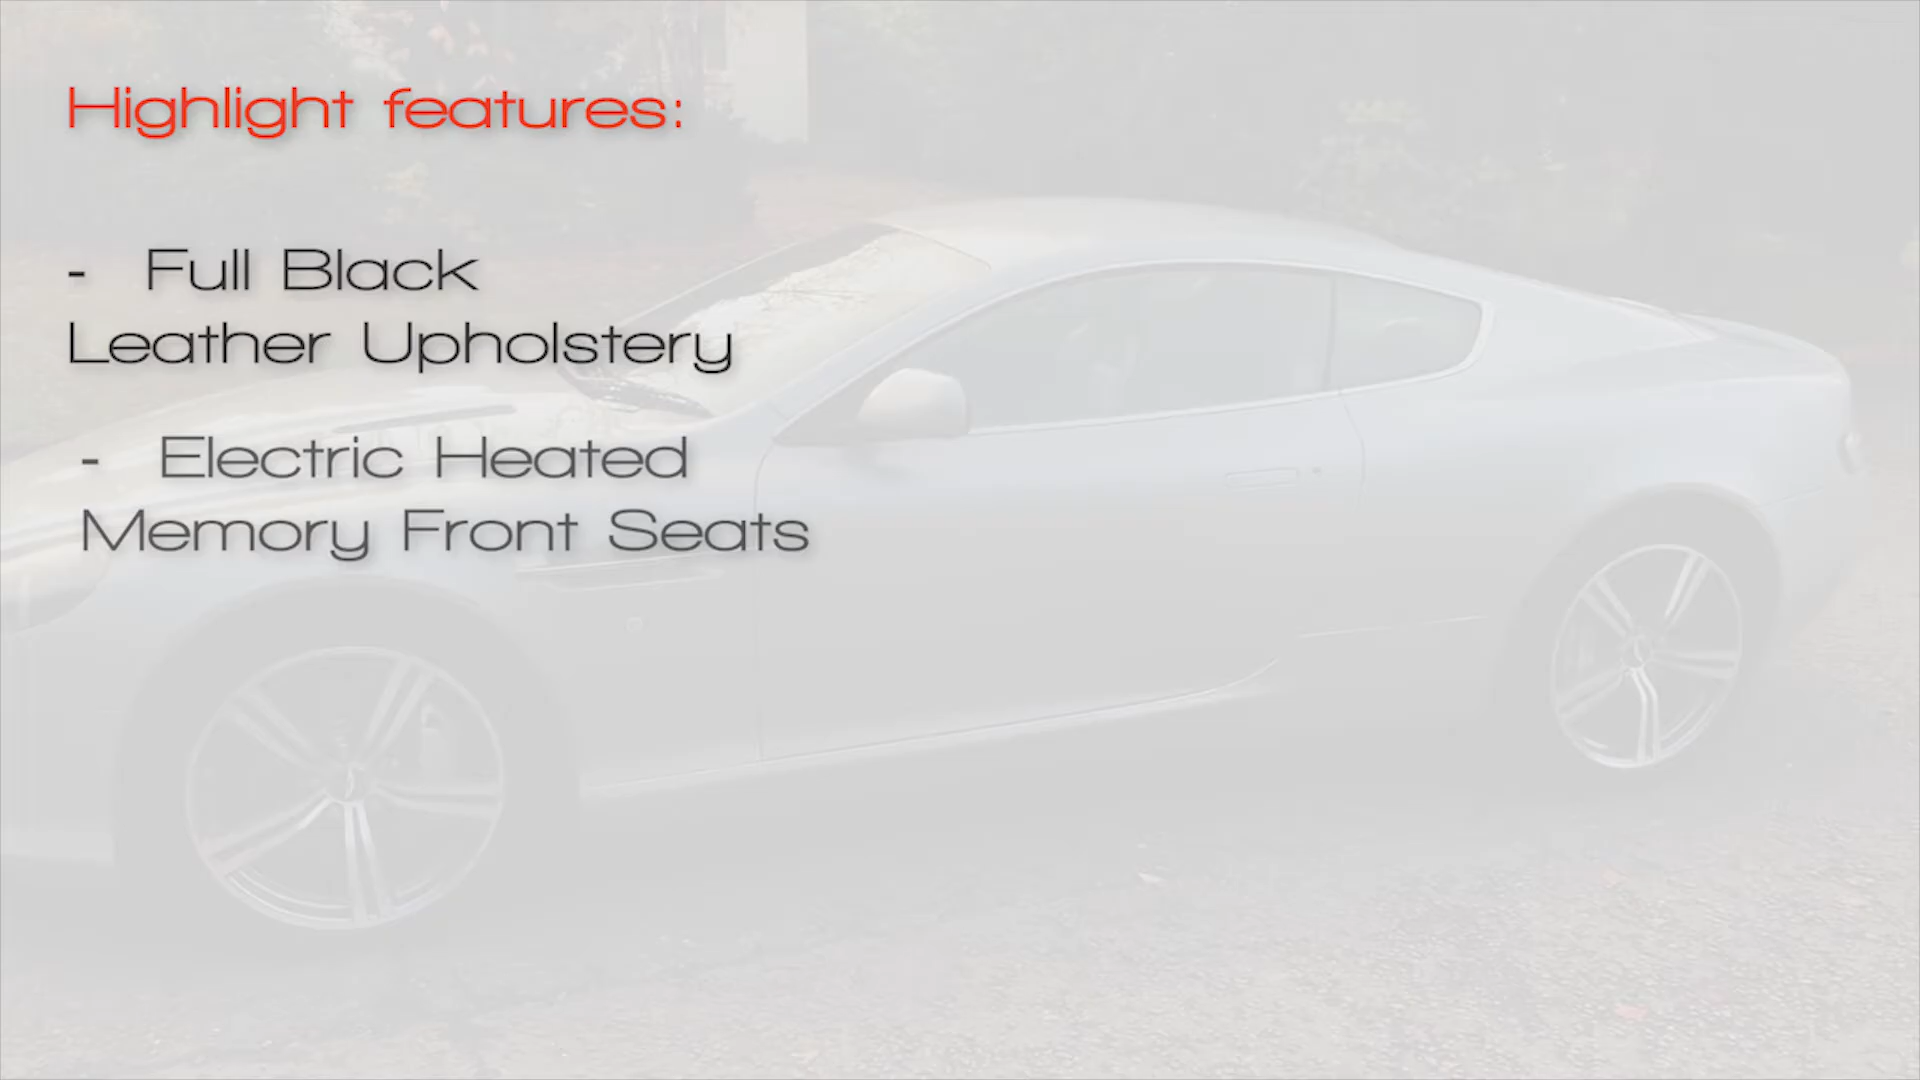 Highlight features:
- Full Black
Leather Upholstery
- Electric Heated
Memory Front Seats